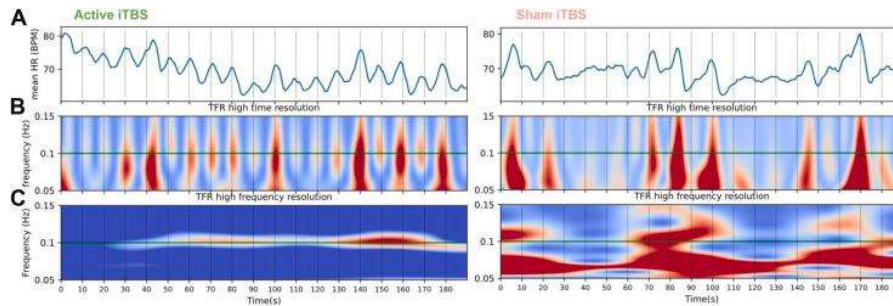 Active iTBS
Sham iTBS
A
mean HR (BPM)
80
70
80
70
TFR high time resolution
TFR high time resolution
B
frequency (Hz)
0.15
0.1
0.05
0.15
0.1
0.05
TFR high frequency resolution
TFR high frequency resolution
C
Frequency (Hz)
0.15
0.1
0.05
0.15
0.1
0.05
0 10 20 30 40 50 60 70 80 90 100 110 120 130 140 150 160 170 180
0 10 20 30 40 50 60 70 80 90 100 110 120 130 140 150 160 170 180
Time(s)
Time(s)